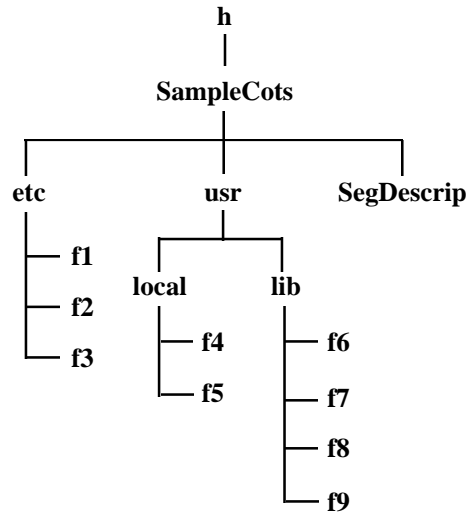 h
SampleCots
etc
usr
SegDescrip
f1
f2
f3
local
lib
f4
f5
f6
f7
f8
f9